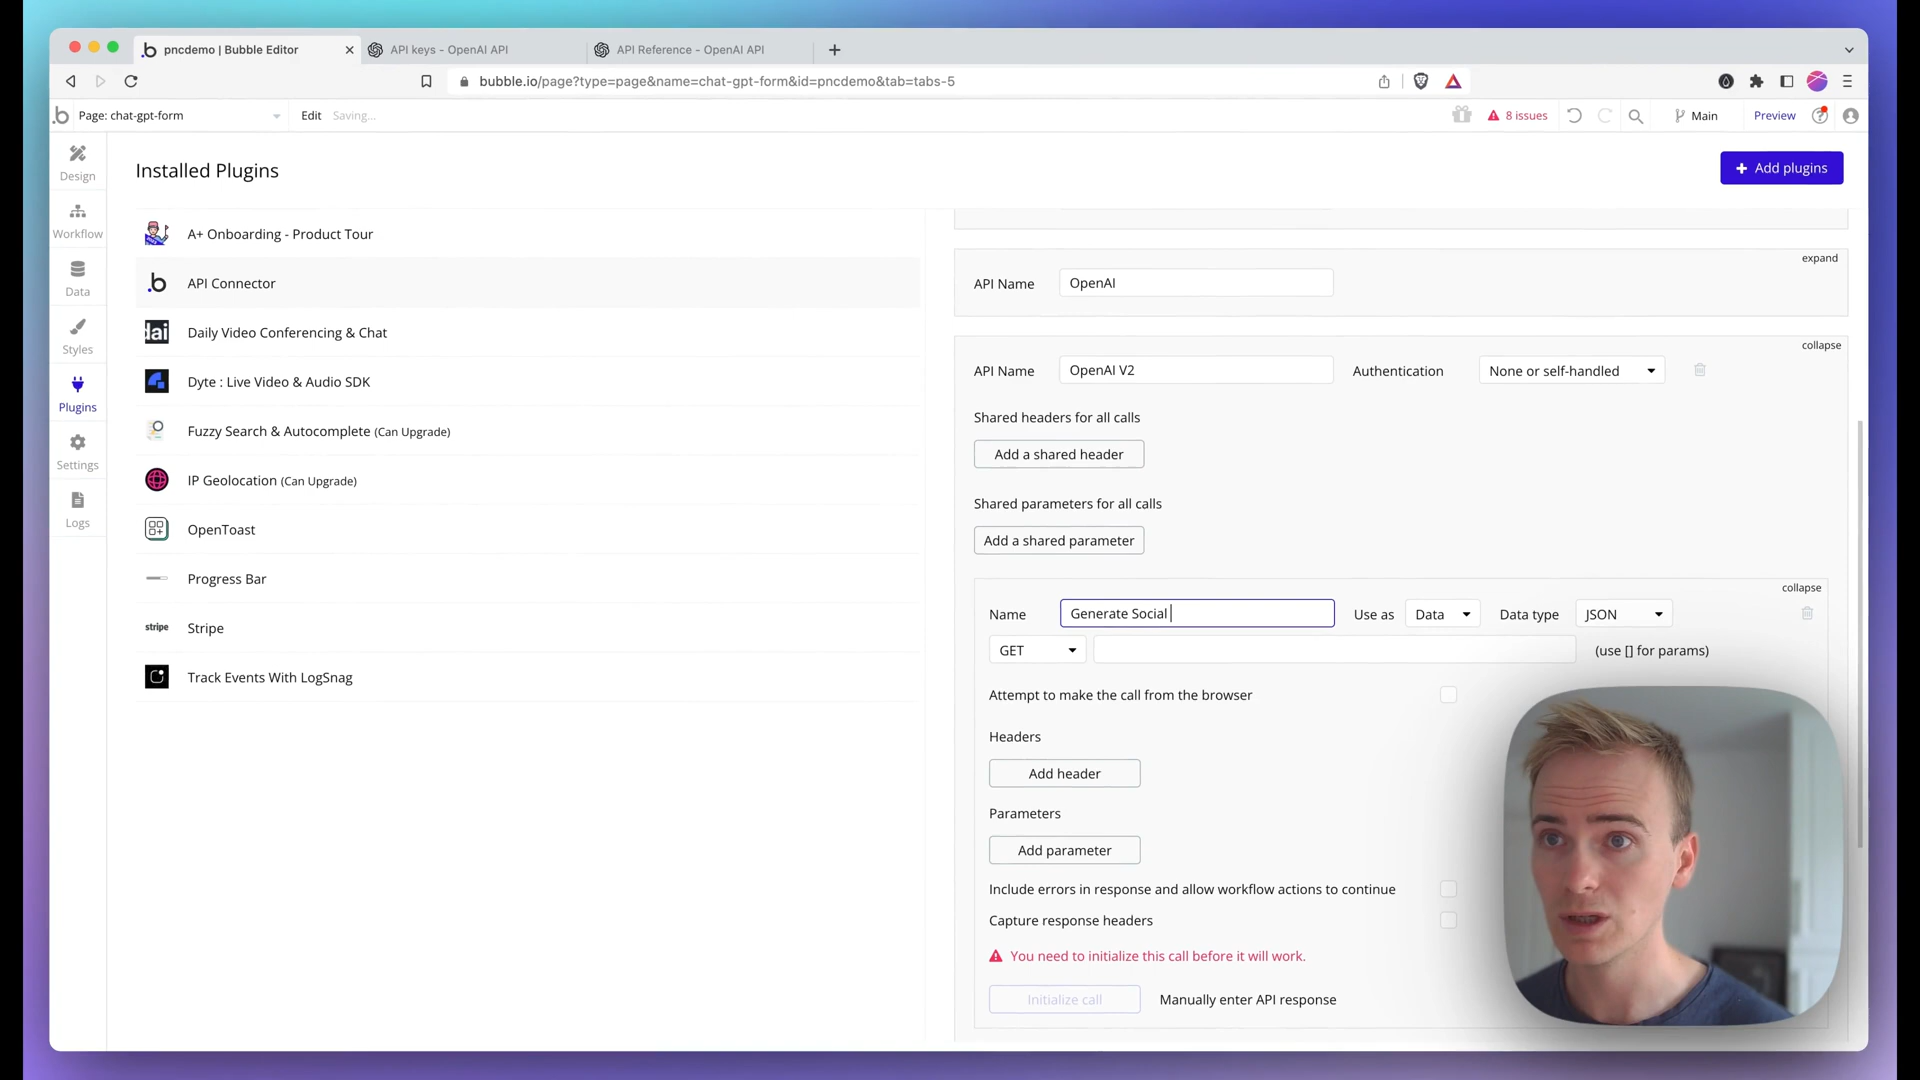 pncdemo | Bubble Editor
API keys - OpenAI API
API Reference - OpenAI API
bubble.io/page?type=page&name=chat-gpt-form&id=pncdemo&tab=tabs-5
Page: chat-gpt-form
Edit
Saving...
8 issues
Main
Preview
Design
Workflow
Data
Styles
Plugins
Settings
Logs
Installed Plugins
Add plugins
A+ Onboarding - Product Tour
API Connector
dai
Daily Video Conferencing & Chat
Dyte : Live Video & Audio SDK
Fuzzy Search & Autocomplete (Can Upgrade)
IP Geolocation (Can Upgrade)
OpenToast
Progress Bar
stripe
Stripe
Track Events With LogSnag
expand
API Name OpenAI
collapse
API Name OpenAI V2 Authentication None or self-handled
Shared headers for all calls
Add a shared header
Shared parameters for all calls
Add a shared parameter
collapse
Name Generate Social Use as Data Data type JSON
GET (use [] for params)
Attempt to make the call from the browser
Headers
Add header
Parameters
Add parameter
Include errors in response and allow workflow actions to continue
Capture response headers
You need to initialize this call before it will work.
Initialize call Manually enter API response